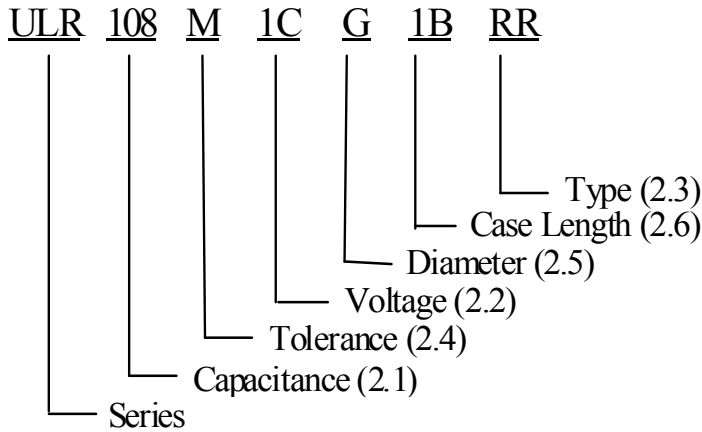 ULR 108 M 1C G 1B RR
Type (2.3)
Case Length (2.6)
Diameter (2.5)
Voltage (2.2)
Tolerance (2.4)
Capacitance (2.1)
Series